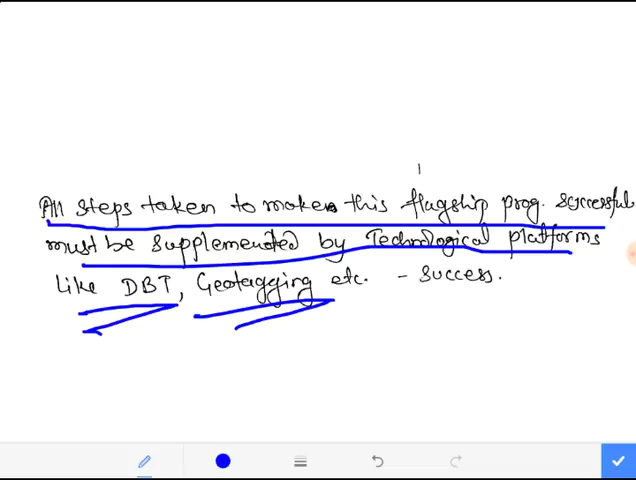 All steps taken to make this flagship prog. successful
must be supplemented by Technological platforms
like DBT, Geotagging etc. - success.